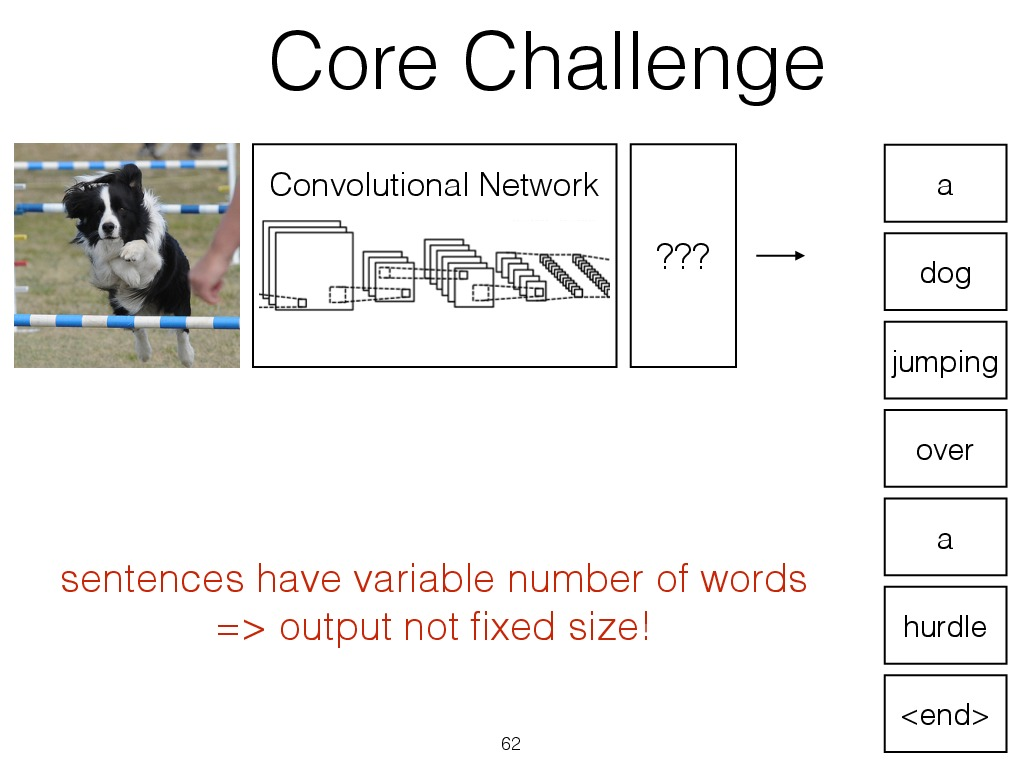 Core Challenge
Convolutional Network
???
a
dog
jumping
over
a
hurdle
<end>
sentences have variable number of words
=> output not fixed size!
62